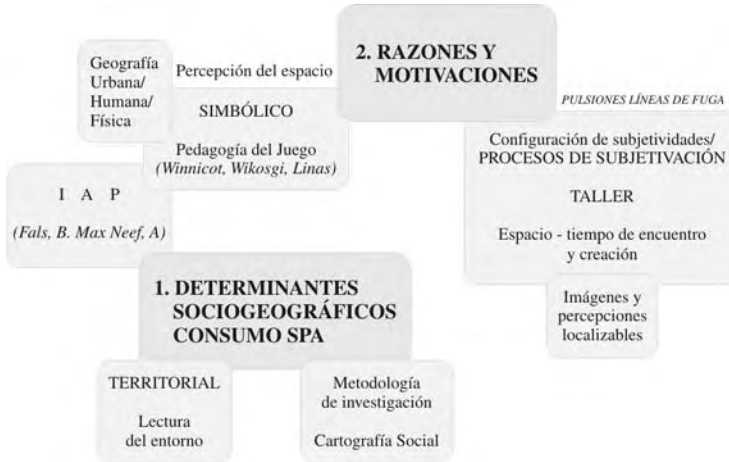 2. RAZONES Y
MOTIVACIONES
Geografía
Urbana/
Humana/
Física
Percepción del espacio
SIMBÓLICO
Pedagogía del Juego
(Winnicot, Wikosgi, Linas)
PULSIONES LÍNEAS DE FUGA
Configuración de subjetividades/
PROCESOS DE SUBJETIVACIÓN
TALLER
Espacio - tiempo de encuentro
y creación
Imágenes y
percepciones
localizables
I A P
(Fals, B. Max Neef, A)
1. DETERMINANTES
SOCIOGEOGRÁFICOS
CONSUMO SPA
TERRITORIAL
Lectura
del entorno
Metodología
de investigación
Cartografía Social